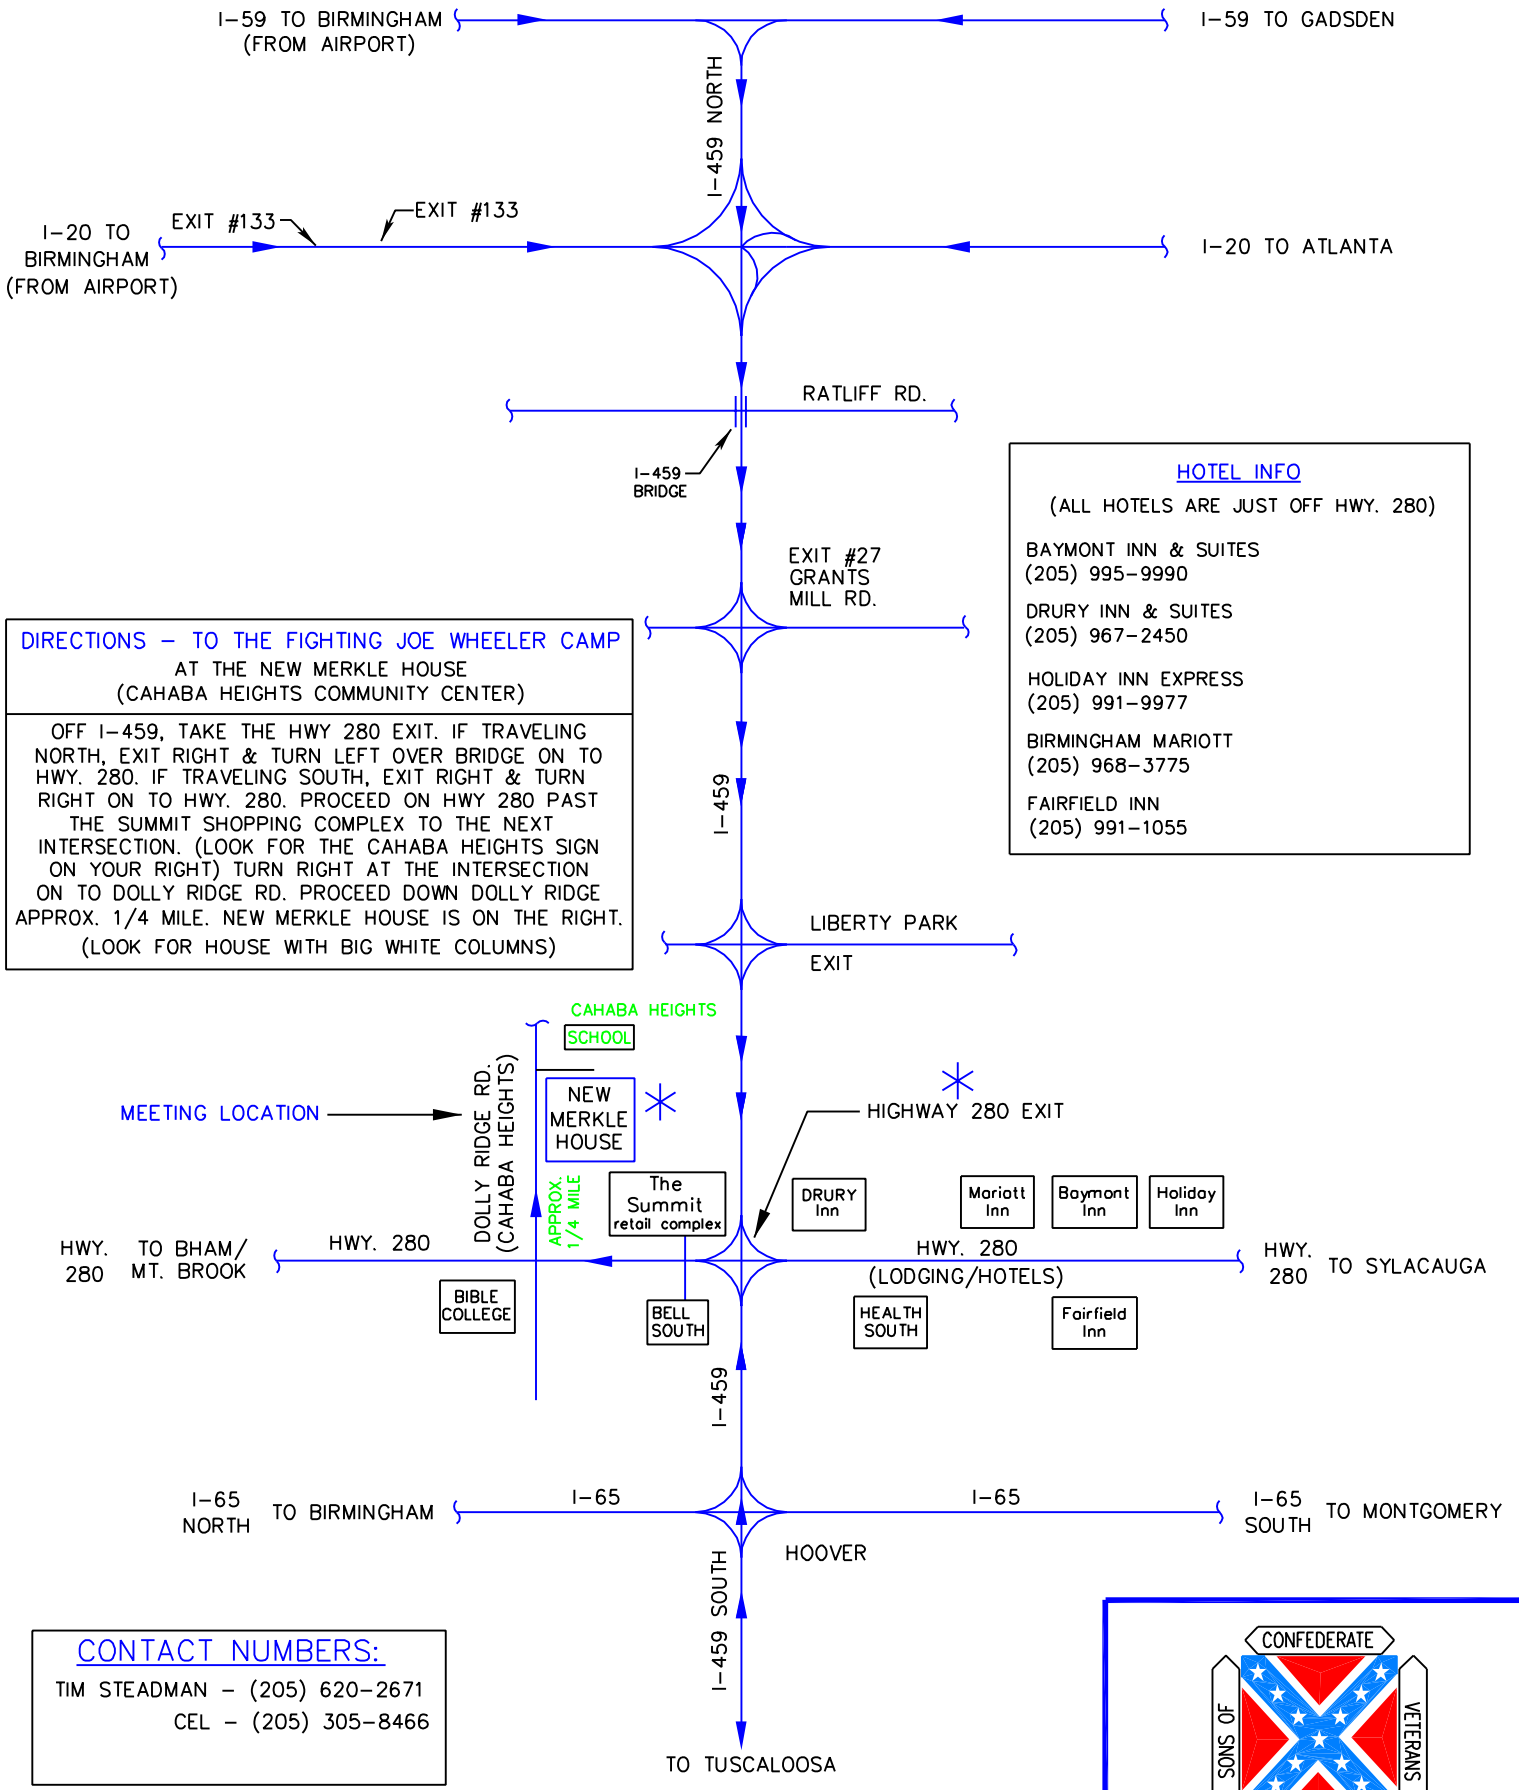 I-59 TO BIRMINGHAM
(FROM AIRPORT)
I-59 TO GADSDEN
I-459 NORTH
EXIT #133
EXIT #133
I-20 TO
BIRMINGHAM
(FROM AIRPORT)
I-20 TO ATLANTA
RATLIFF RD.
I-459
BRIDGE
HOTEL INFO
(ALL HOTELS ARE JUST OFF HWY. 280)
BAYMONT INN & SUITES
(205) 995-9990
DRURY INN & SUITES
(205) 967-2450
HOLIDAY INN EXPRESS
(205) 991-9977
BIRMINGHAM MARIOTT
(205) 968-3775
FAIRFIELD INN
(205) 991-1055
EXIT #27
GRANTS
MILL RD.
DIRECTIONS - TO THE FIGHTING JOE WHEELER CAMP
AT THE NEW MERKLE HOUSE
(CAHABA HEIGHTS COMMUNITY CENTER)
OFF I-459, TAKE THE HWY 280 EXIT. IF TRAVELING
NORTH, EXIT RIGHT & TURN LEFT OVER BRIDGE ON TO
HWY. 280. IF TRAVELING SOUTH, EXIT RIGHT & TURN
RIGHT ON TO HWY. 280. PROCEED ON HWY 280 PAST
THE SUMMIT SHOPPING COMPLEX TO THE NEXT
INTERSECTION. (LOOK FOR THE CAHABA HEIGHTS SIGN
ON YOUR RIGHT) TURN RIGHT AT THE INTERSECTION
ON TO DOLLY RIDGE RD. PROCEED DOWN DOLLY RIDGE
APPROX. 1/4 MILE. NEW MERKLE HOUSE IS ON THE RIGHT.
(LOOK FOR HOUSE WITH BIG WHITE COLUMNS)
I-459
LIBERTY PARK
EXIT
CAHABA HEIGHTS
SCHOOL
DOLLY RIDGE RD.
(CAHABA HEIGHTS)
NEW
MERKLE
HOUSE
MEETING LOCATION
HIGHWAY 280 EXIT
APPROX.
1/4 MILE
The
Summit
retail complex
DRURY
Inn
Mariott
Inn
Baymont
Inn
Holiday
Inn
HWY.
280
TO BHAM/
MT. BROOK
HWY. 280
HWY. 280
(LODGING/HOTELS)
HWY.
280
TO SYLACAUGA
BIBLE
COLLEGE
BELL
SOUTH
HEALTH
SOUTH
Fairfield
Inn
I-459
I-65
NORTH
TO BIRMINGHAM
I-65
I-65
I-65
SOUTH
TO MONTGOMERY
HOOVER
I-459 SOUTH
TO TUSCALOOSA
CONTACT NUMBERS:
TIM STEADMAN - (205) 620-2671
CEL - (205) 305-8466
SONS OF
CONFEDERATE
VETERANS